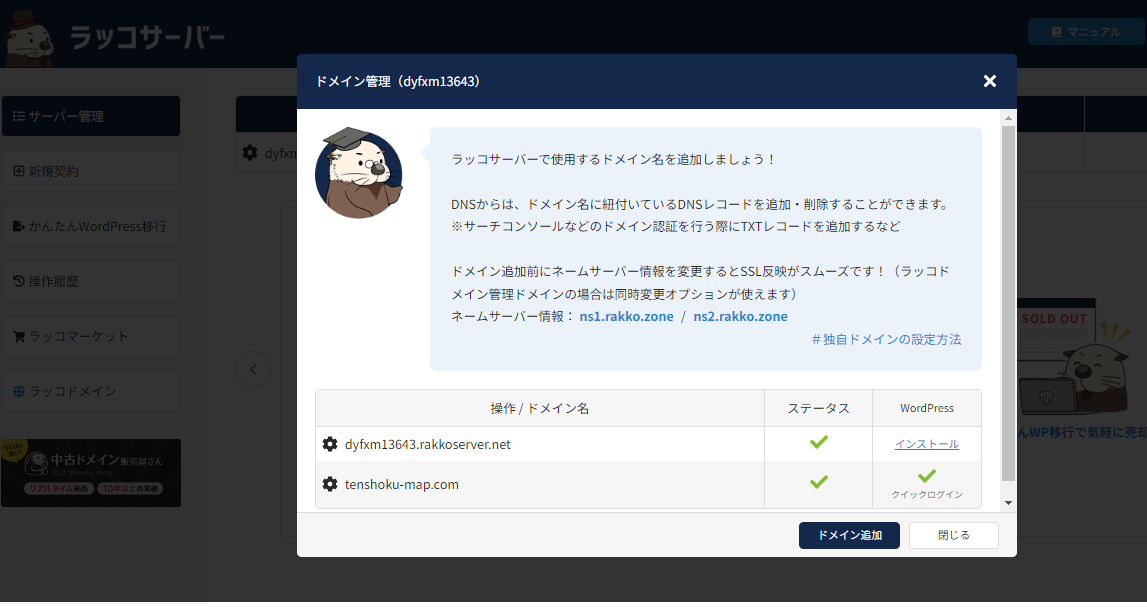 ラッコサーバー
マニュアル
ドメイン管理（dyfxm13643）
サーバー管理
新規契約
かんたんWordPress移行
操作履歴
ラッコマーケット
ラッコドメイン
中古ドメイン販売屋さん
OLD domain shop
リアルタイム納品
10年以上の実績
dyfxm
ラッコサーバーで使用するドメイン名を追加しましょう！
DNSからは、ドメイン名に紐付いているDNSレコードを追加・削除することができます。
※サーチコンソールなどのドメイン認証を行う際にTXTレコードを追加するなど
ドメイン追加前にネームサーバー情報を変更するとSSL反映がスムーズです！（ラッコド
メイン管理ドメインの場合は同時変更オプションが使えます）
ネームサーバー情報： ns1.rakko.zone / ns2.rakko.zone
＃独自ドメインの設定方法
操作 / ドメイン名 ステータス WordPress
dyfxm13643.rakkoserver.net インストール
tenshoku-map.com クイックログイン
ドメイン追加 閉じる
SOLD OUT
んWP移行で気軽に売却